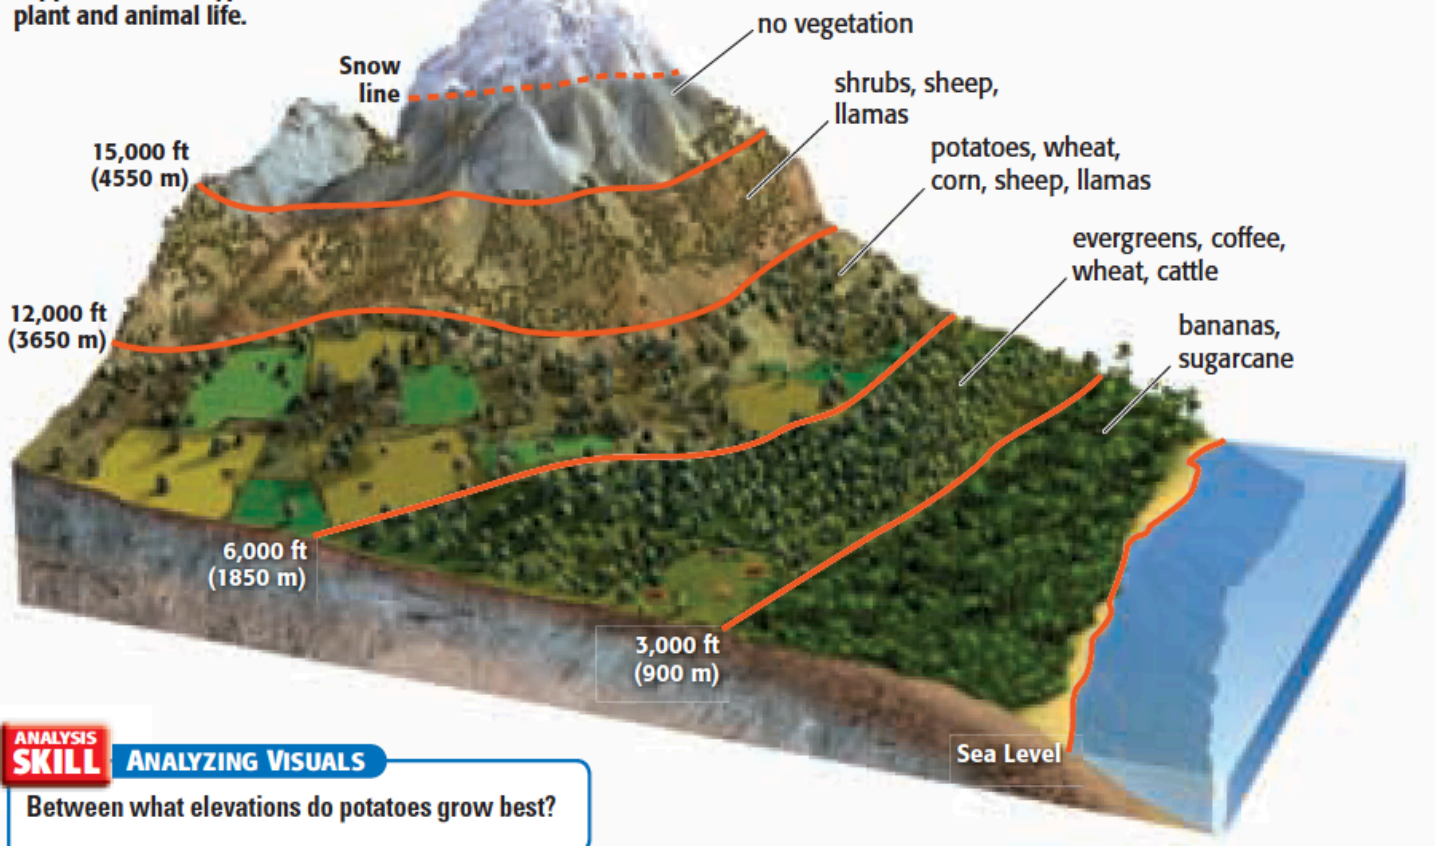 plant and animal life.
no vegetation
Snow
line
shrubs, sheep,
llamas
15,000 ft
(4550 m)
potatoes, wheat,
corn, sheep, llamas
evergreens, coffee,
wheat, cattle
12,000 ft
(3650 m)
bananas,
sugarcane
6,000 ft
(1850 m)
3,000 ft
(900 m)
Sea Level
ANALYSIS
SKILL
ANALYZING VISUALS
Between what elevations do potatoes grow best?